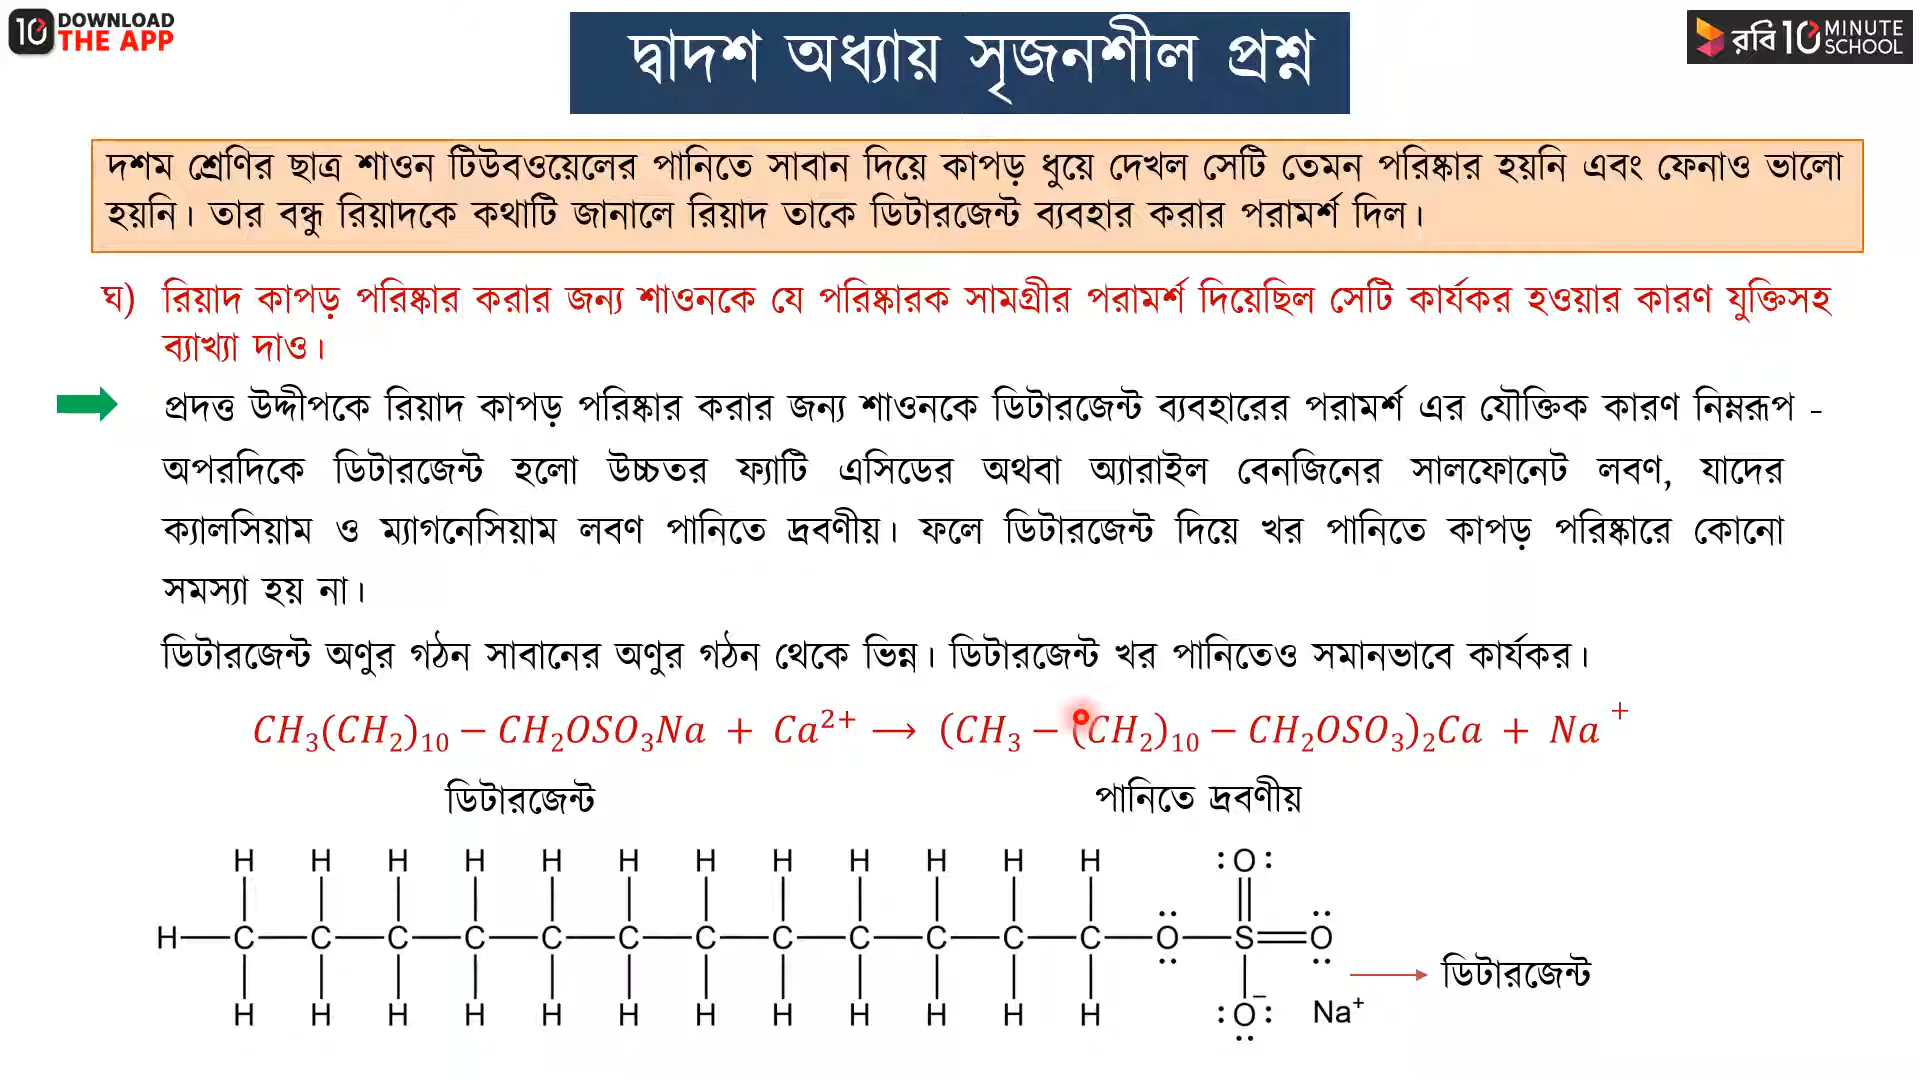 10 DOWNLOAD THE APP
দ্বাদশ অধ্যায় সৃজনশীল প্রশ্ন
রবি 10 MINUTE SCHOOL
দশম শ্রেণির ছাত্র শাওন টিউবওয়েলের পানিতে সাবান দিয়ে কাপড় ধুয়ে দেখল সেটি তেমন পরিষ্কার হয়নি এবং ফেনাও ভালো
হয়নি। তার বন্ধু রিয়াদকে কথাটি জানালে রিয়াদ তাকে ডিটারজেন্ট ব্যবহার করার পরামর্শ দিল।
ঘ) রিয়াদ কাপড় পরিষ্কার করার জন্য শাওনকে যে পরিষ্কারক সামগ্রীর পরামর্শ দিয়েছিল সেটি কার্যকর হওয়ার কারণ যুক্তিসহ
ব্যাখ্যা দাও।
প্রদত্ত উদ্দীপকে রিয়াদ কাপড় পরিষ্কার করার জন্য শাওনকে ডিটারজেন্ট ব্যবহারের পরামর্শ এর যৌক্তিক কারণ নিম্নরূপ -
অপরদিকে ডিটারজেন্ট হলো উচ্চতর ফ্যাটি এসিডের অথবা অ্যারাইল বেনজিনের সালফোনেট লবণ, যাদের
ক্যালসিয়াম ও ম্যাগনেসিয়াম লবণ পানিতে দ্রবণীয়। ফলে ডিটারজেন্ট দিয়ে খর পানিতে কাপড় পরিষ্কারে কোনো
সমস্যা হয় না।
ডিটারজেন্ট অণুর গঠন সাবানের অণুর গঠন থেকে ভিন্ন। ডিটারজেন্ট খর পানিতেও সমানভাবে কার্যকর।
CH₃(CH₂)₁₀ − CH₂OSO₃Na + Ca²⁺ ⟶ (CH₃ − (CH₂)₁₀ − CH₂OSO₃)₂Ca + Na⁺
ডিটারজেন্ট পানিতে দ্রবণীয়
H H H H H H H H H H H H :O:
H—C—C—C—C—C—C—C—C—C—C—C—C—O—S=O
ডিটারজেন্ট
H H H H H H H H H H H H :O:⁻ Na⁺